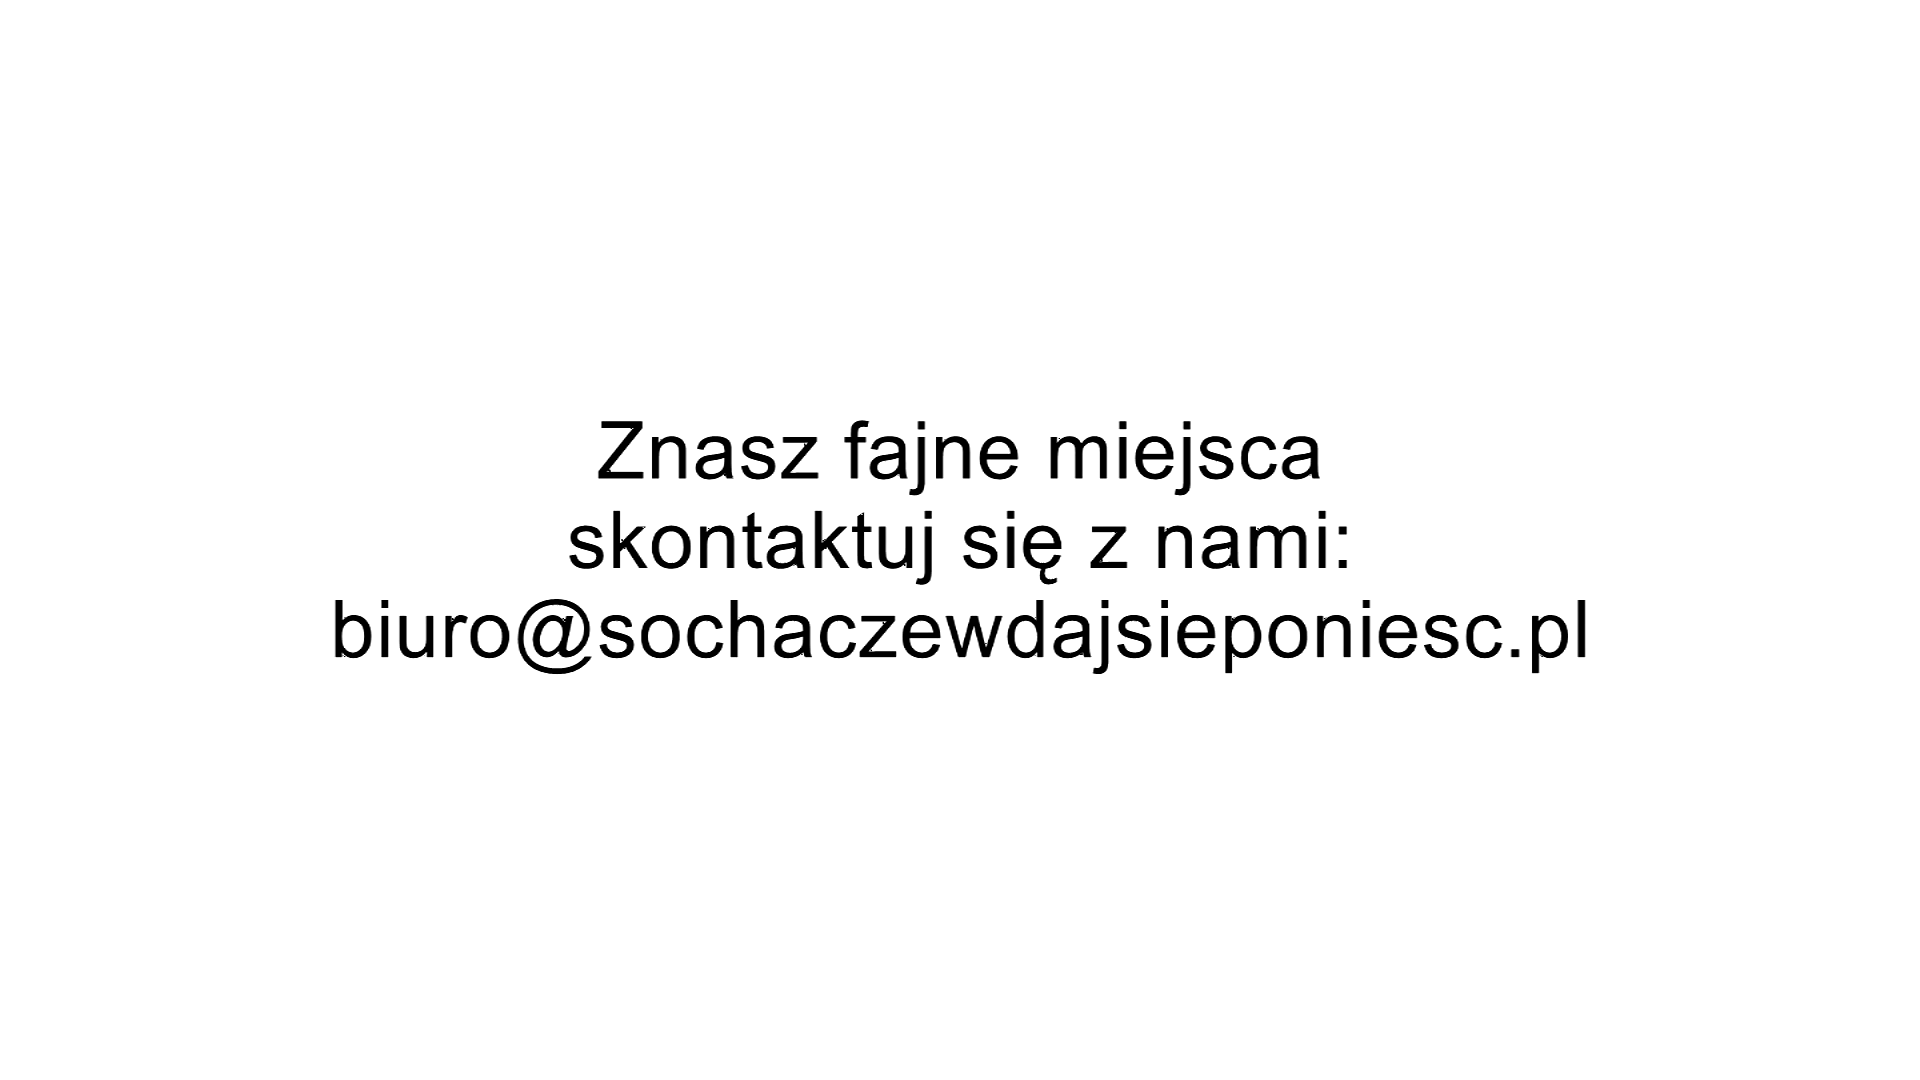 Znasz fajne miejsca
skontaktuj się z nami:
biuro@sochaczewdajsieponiesc.pl